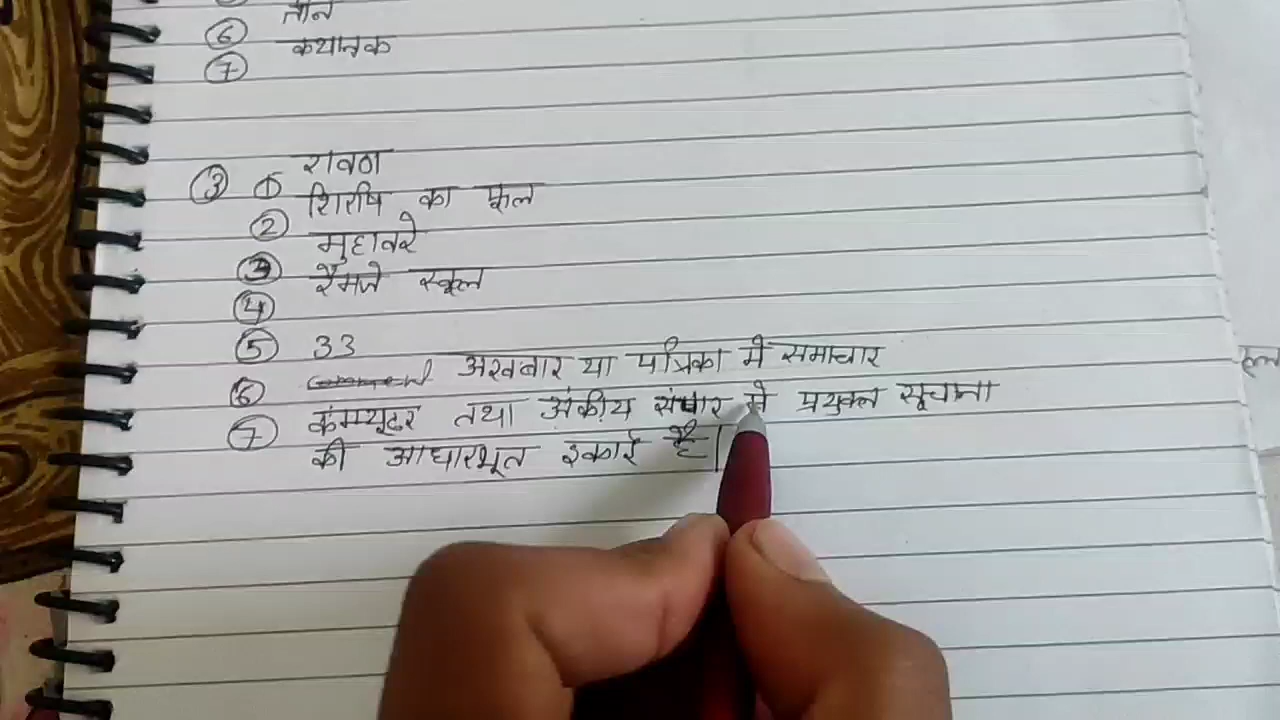 तीन
⑥ कथानक
⑦
③ ① रावण
② शिरीष का फूल
③ मुहावरे
④ रैमजे स्कूल
⑤ 33
⑥ अखबार या पत्रिका में समाचार
⑦ कंम्प्यूटर तथा अंकीय संचार मे प्रयुक्त सूचना
की आधारभूत इकाई है।